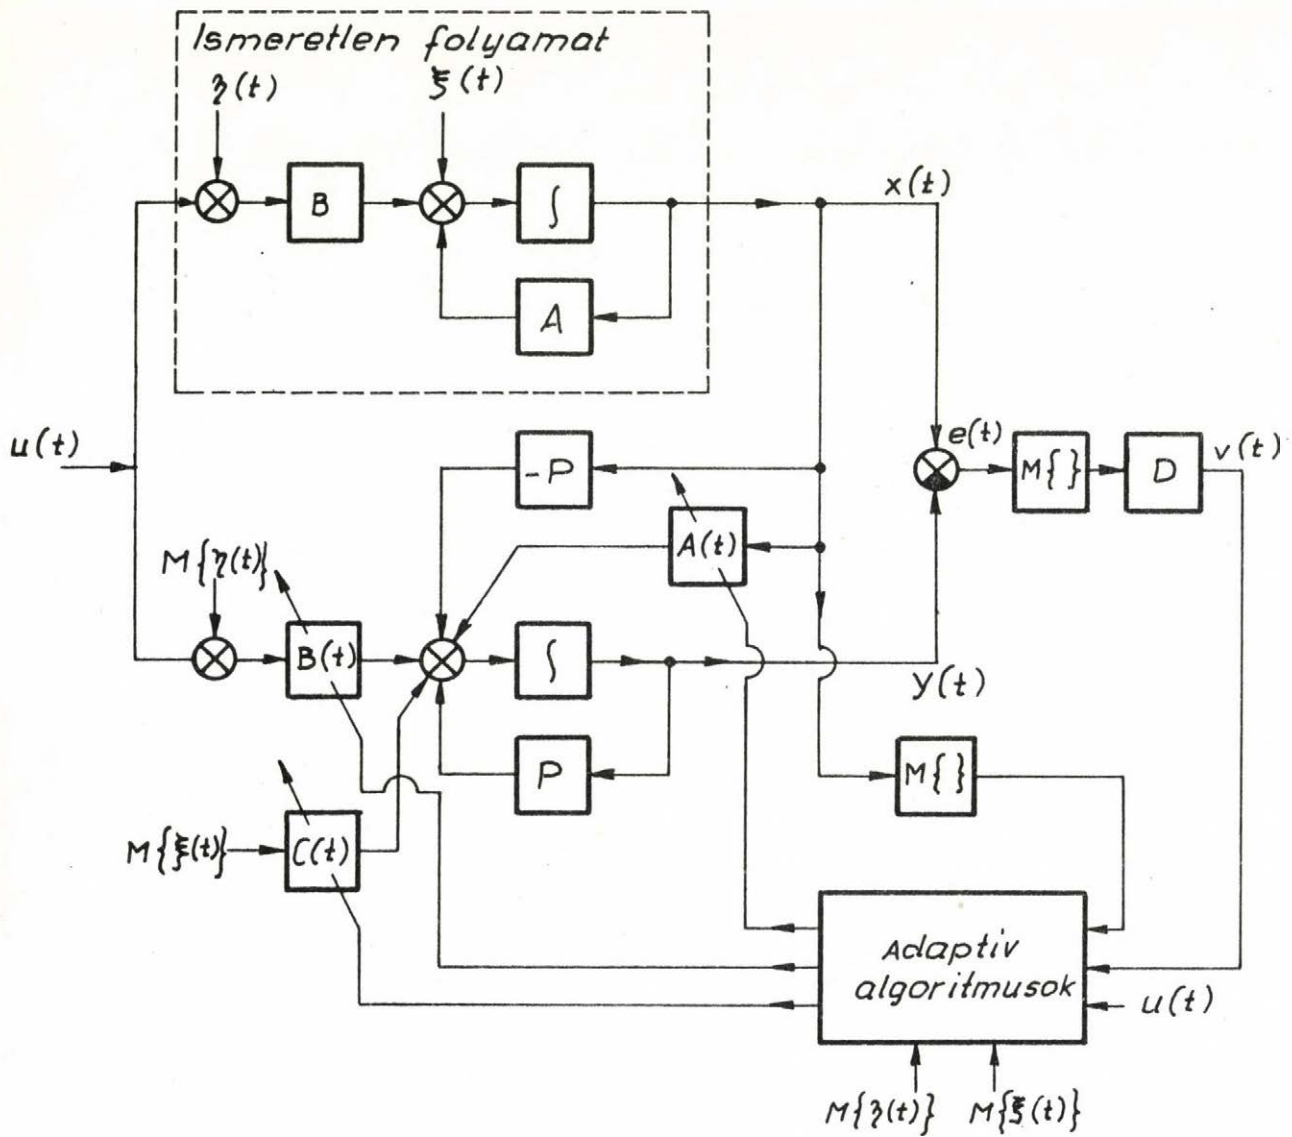 Ismeretlen folyamat
η(t)
ξ(t)
B
∫
x(t)
A
u(t)
-P
e(t)
M{ }
D
v(t)
A(t)
M{η(t)}
B(t)
∫
y(t)
P
M{ }
M{ξ(t)}
C(t)
Adaptiv
algoritmusok
u(t)
M{η(t)}
M{ξ(t)}